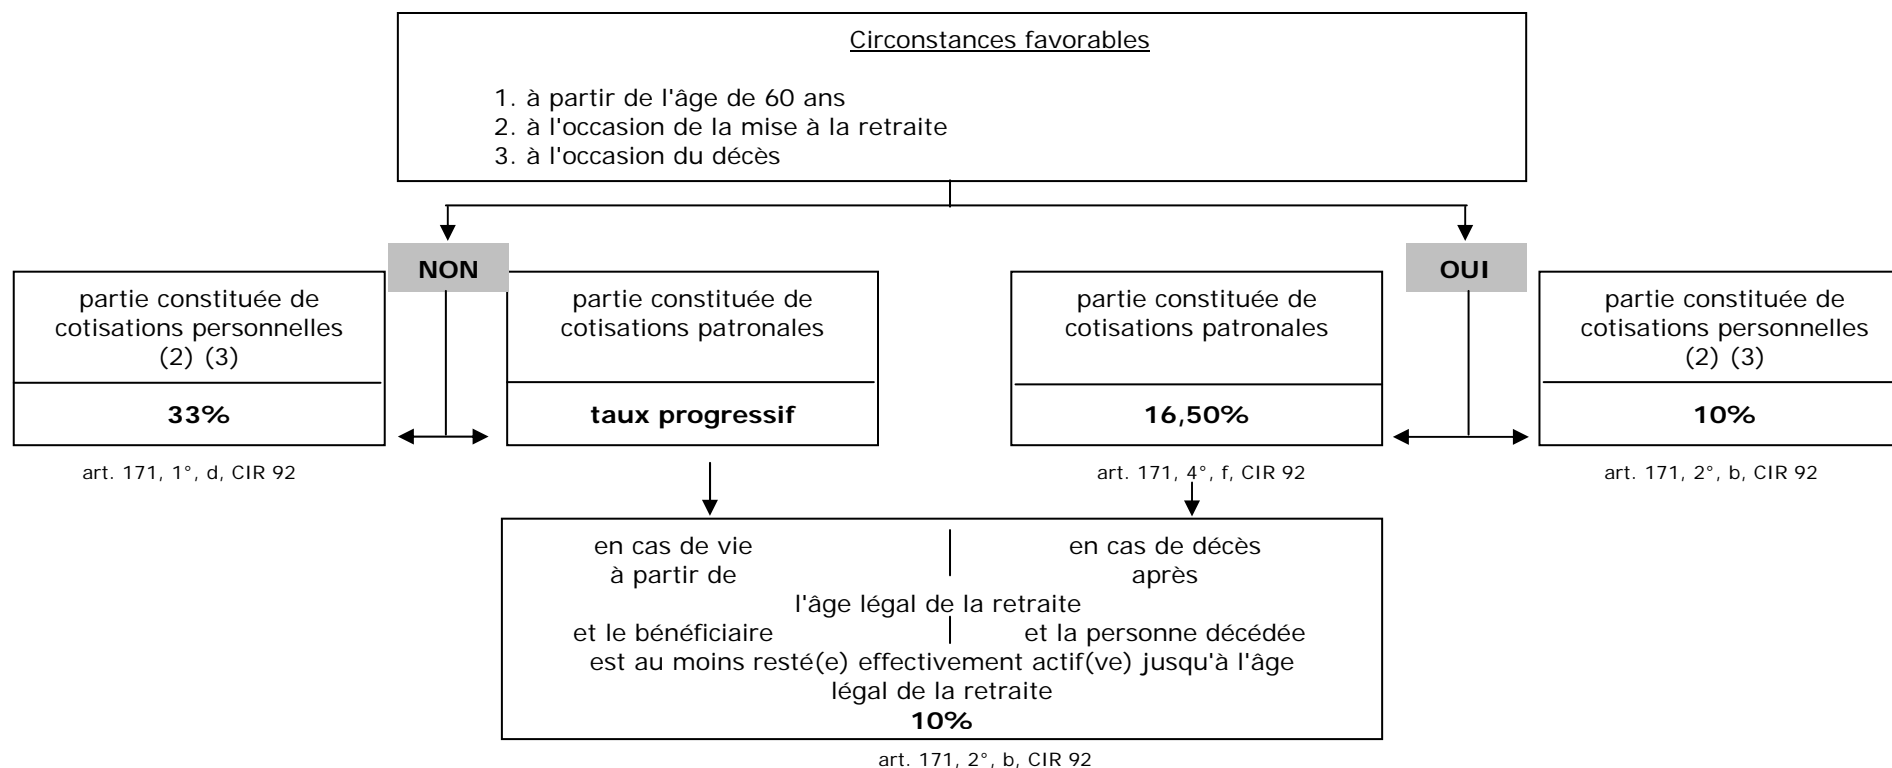 Circonstances favorables
1. à partir de l'âge de 60 ans
2. à l'occasion de la mise à la retraite
3. à l'occasion du décès
NON
OUI
partie constituée de
cotisations personnelles
(2) (3)
33%
art. 171, 1°, d, CIR 92
partie constituée de
cotisations patronales
taux progressif
partie constituée de
cotisations patronales
16,50%
art. 171, 4°, f, CIR 92
partie constituée de
cotisations personnelles
(2) (3)
10%
art. 171, 2°, b, CIR 92
en cas de vie
à partir de
en cas de décès
après
l'âge légal de la retraite
et le bénéficiaire
et la personne décédée
est au moins resté(e) effectivement actif(ve) jusqu'à l'âge
légal de la retraite
10%
art. 171, 2°, b, CIR 92